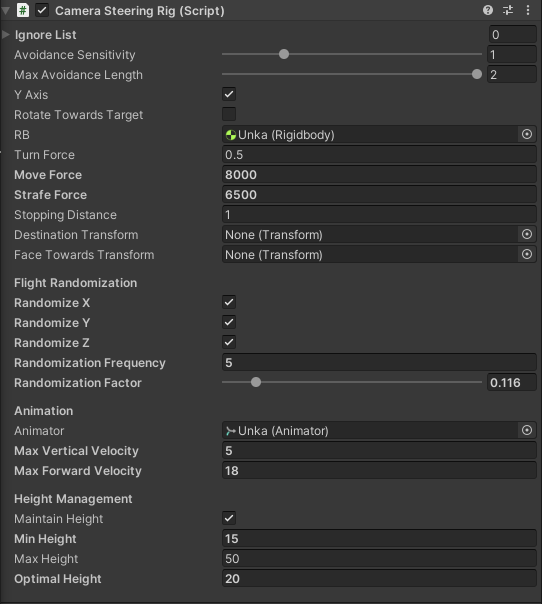 Camera Steering Rig (Script)
Ignore List 0
Avoidance Sensitivity 1
Max Avoidance Length 2
Y Axis
Rotate Towards Target
RB Unka (Rigidbody)
Turn Force 0.5
Move Force 8000
Strafe Force 6500
Stopping Distance 1
Destination Transform None (Transform)
Face Towards Transform None (Transform)
Flight Randomization
Randomize X
Randomize Y
Randomize Z
Randomization Frequency 5
Randomization Factor 0.116
Animation
Animator Unka (Animator)
Max Vertical Velocity 5
Max Forward Velocity 18
Height Management
Maintain Height
Min Height 15
Max Height 50
Optimal Height 20